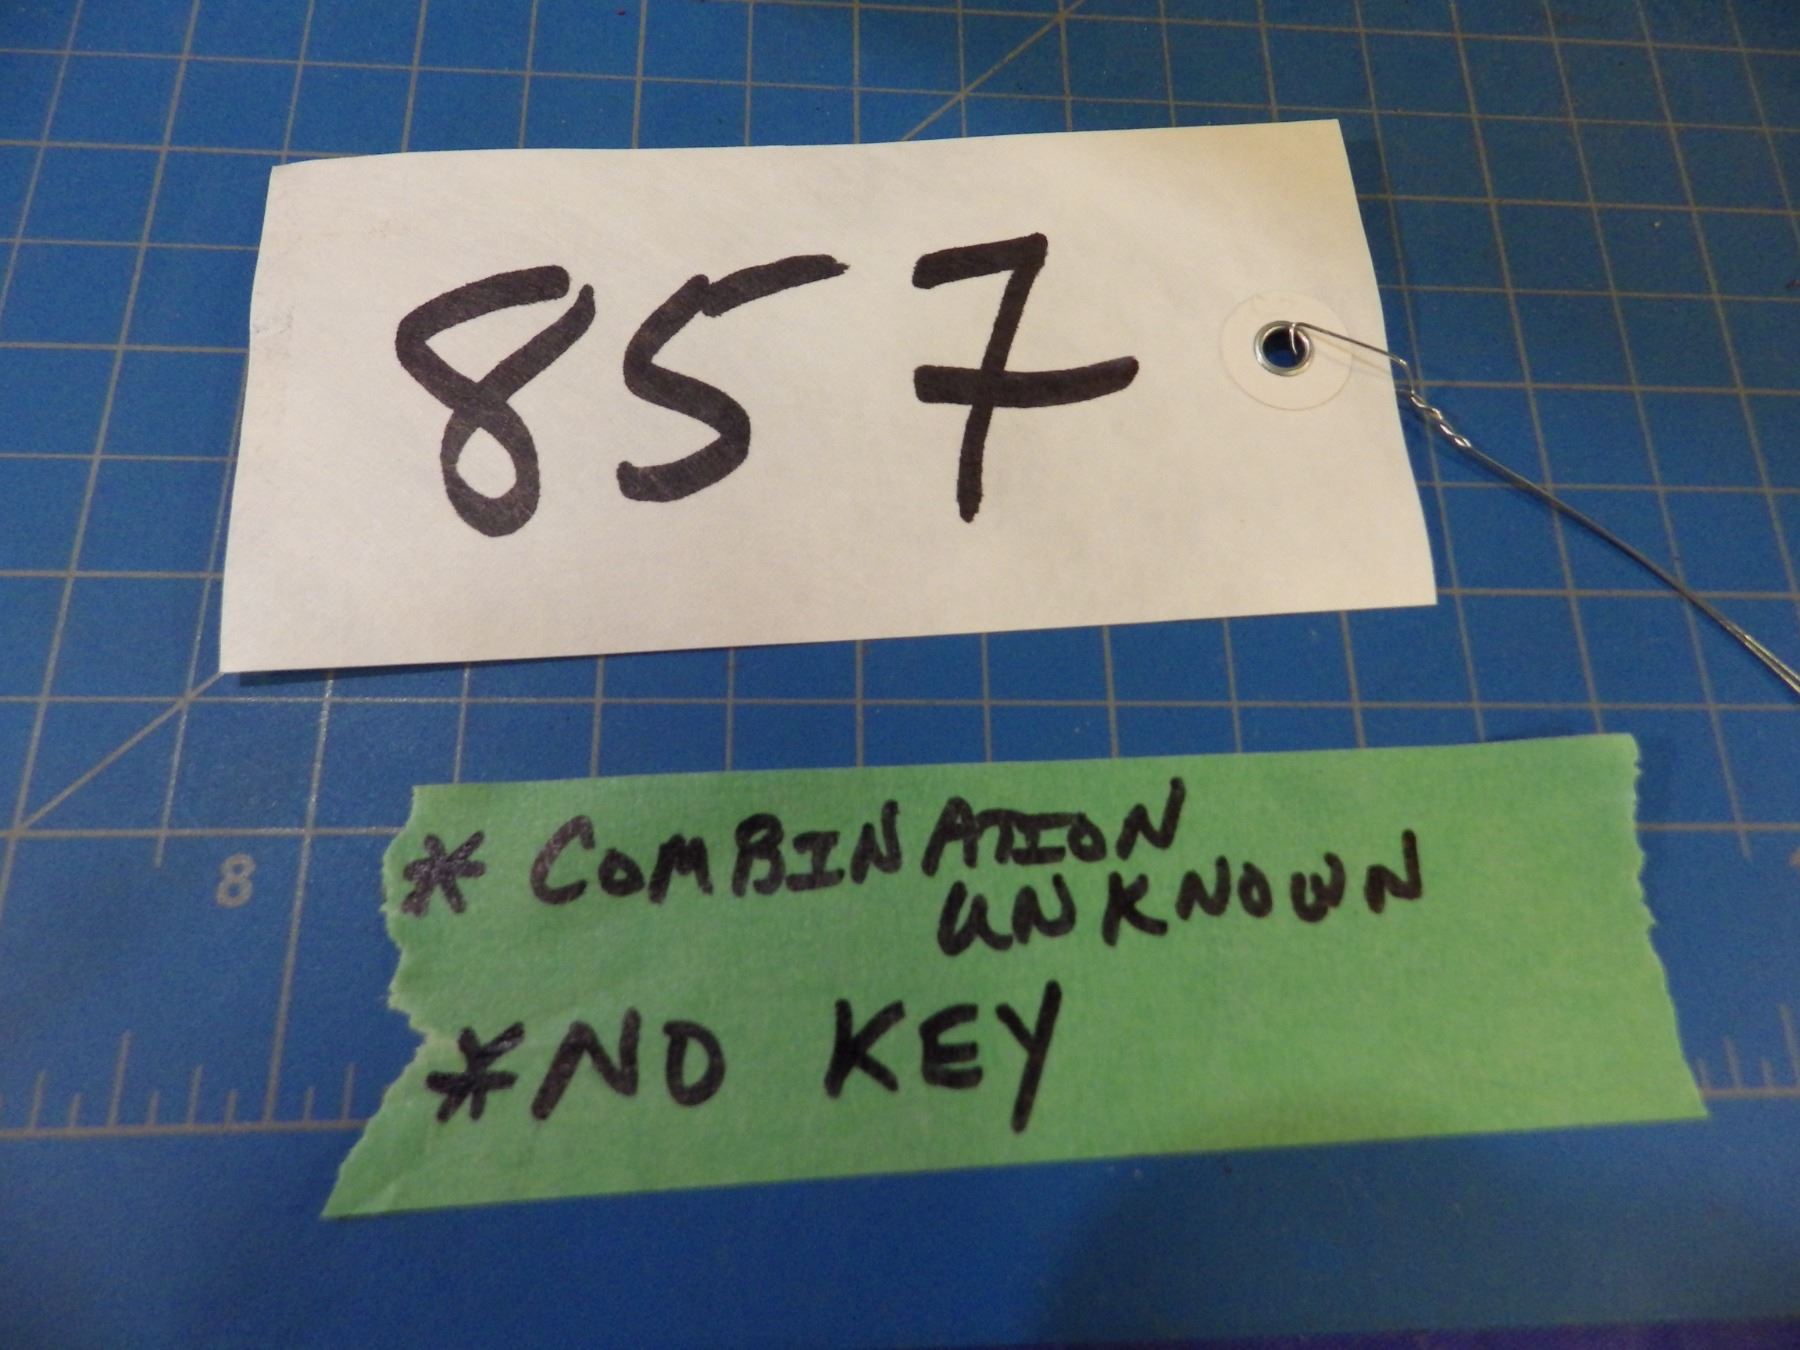 857
* COMBINATION
UNKNOWN
* NO KEY
8